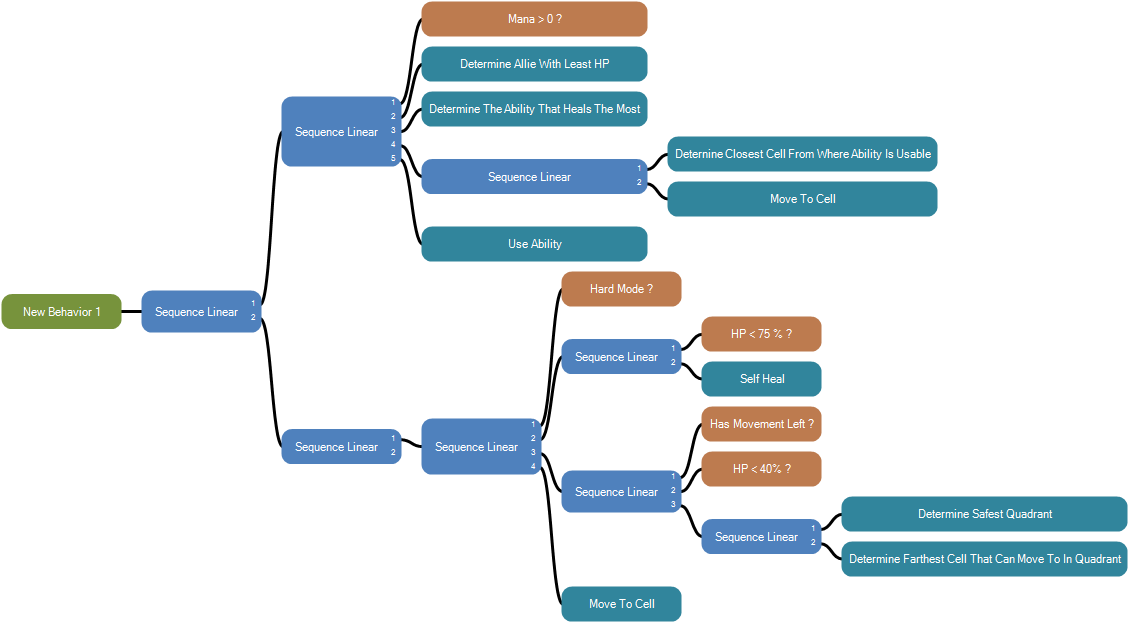 Mana > 0 ?
Determine Allie With Least HP
Determine The Ability That Heals The Most
Sequence Linear
1
2
3
4
5
Sequence Linear
1
2
Deternine Closest Cell From Where Ability Is Usable
Move To Cell
Use Ability
New Behavior 1
Sequence Linear
1
2
Hard Mode ?
Sequence Linear
1
2
HP < 75 % ?
Self Heal
Sequence Linear
1
2
Sequence Linear
1
2
3
4
Has Movement Left ?
HP < 40% ?
Sequence Linear
1
2
3
Sequence Linear
1
2
Determine Safest Quadrant
Determine Farthest Cell That Can Move To In Quadrant
Move To Cell